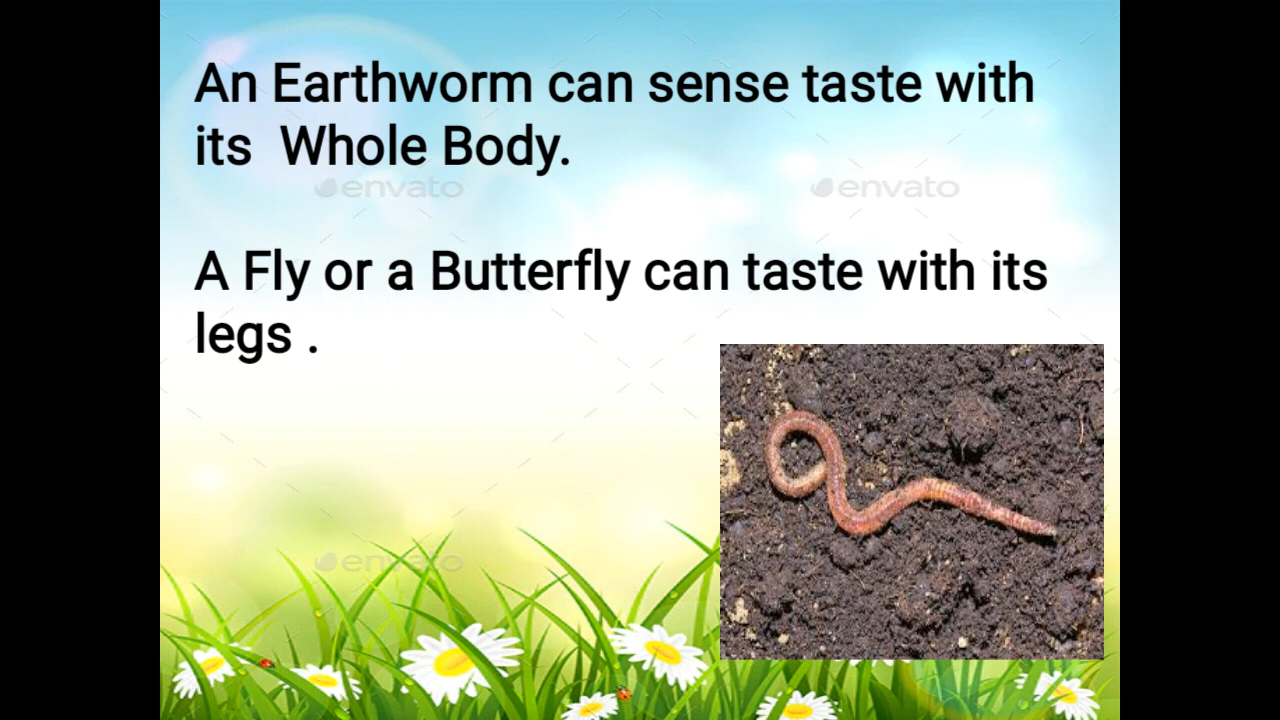 An Earthworm can sense taste with
its  Whole Body.
envato envato
A Fly or a Butterfly can taste with its
legs .
envato